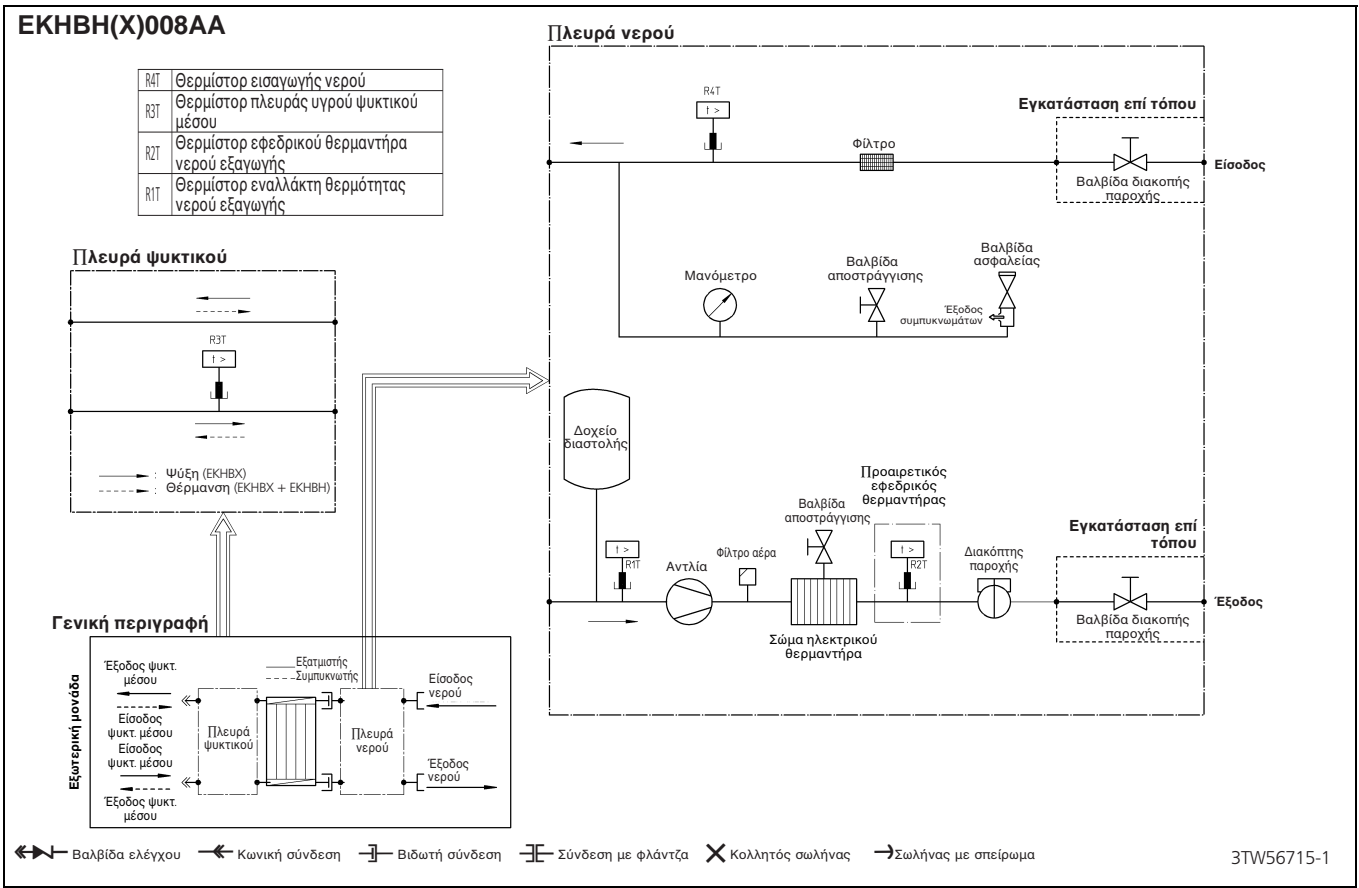 EKHBH(X)008AA
R4T Θερμίστορ εισαγωγής νερού
R3T Θερμίστορ πλευράς υγρού ψυκτικού
μέσου
R2T Θερμίστορ εφεδρικού θερμαντήρα
νερού εξαγωγής
R1T Θερμίστορ εναλλάκτη θερμότητας
νερού εξαγωγής
Πλευρά νερού
R4T
t >
Φίλτρο
Εγκατάσταση επί τόπου
Βαλβίδα διακοπής
παροχής
Είσοδος
Μανόμετρο
Βαλβίδα
αποστράγγισης
Βαλβίδα
ασφαλείας
Έξοδος
συμπυκνωμάτων
Πλευρά ψυκτικού
R3T
t >
: Ψύξη (EKHBX)
: Θέρμανση (EKHBX + EKHBH)
Δοχείο
διαστολής
t >
R1T
Αντλία
Φίλτρο αέρα
Βαλβίδα
αποστράγγισης
Σώμα ηλεκτρικού
θερμαντήρα
Προαιρετικός
εφεδρικός
θερμαντήρας
t >
R2T
Διακόπτης
παροχής
Εγκατάσταση επί
τόπου
Βαλβίδα διακοπής
παροχής
Έξοδος
Γενική περιγραφή
Εξωτερική μονάδα
Έξοδος ψυκτ.
μέσου
Είσοδος
ψυκτ. μέσου
Είσοδος
ψυκτ. μέσου
Έξοδος ψυκτ.
μέσου
Πλευρά
ψυκτικού
Εξατμιστής
Συμπυκνωτής
Πλευρά
νερού
Είσοδος
νερού
Έξοδος
νερού
Βαλβίδα ελέγχου
Κωνική σύνδεση
Βιδωτή σύνδεση
Σύνδεση με φλάντζα
Κολλητός σωλήνας
Σωλήνας με σπείρωμα
3TW56715-1